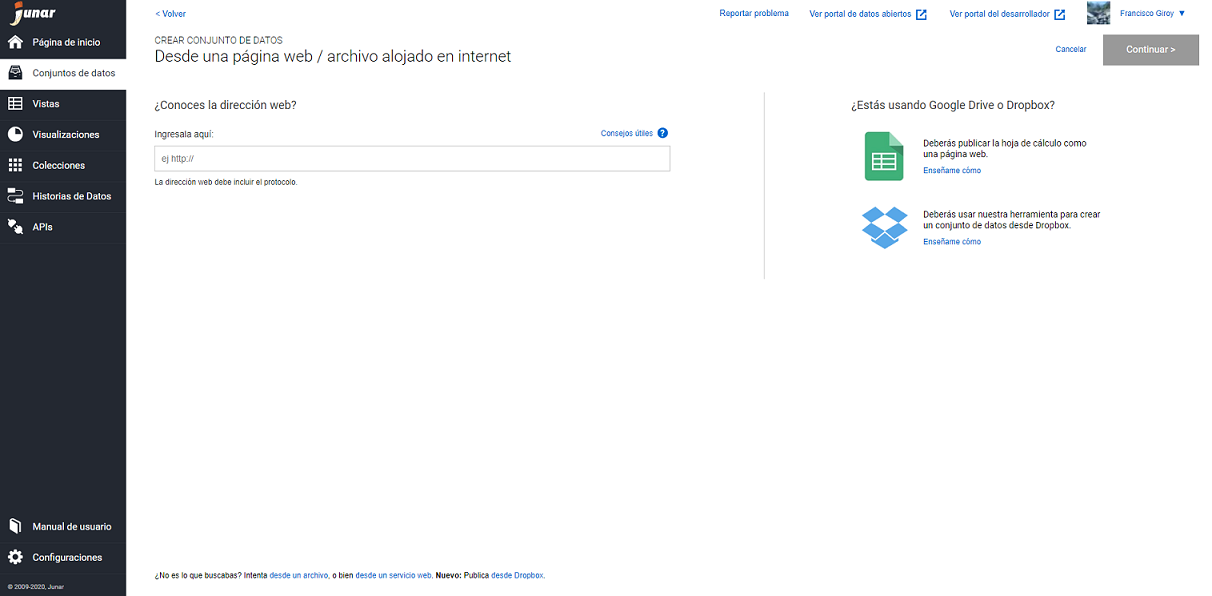 junar
Página de inicio
Conjuntos de datos
Vistas
Visualizaciones
Colecciones
Historias de Datos
APIs
Manual de usuario
Configuraciones
© 2009-2020, Junar
< Volver
Reportar problema
Ver portal de datos abiertos
Ver portal del desarrollador
Francisco Giroy ▼
CREAR CONJUNTO DE DATOS
Desde una página web / archivo alojado en internet
Cancelar
Continuar >
¿Conoces la dirección web?
Ingresala aquí:
Consejos útiles ?
ej http://
La dirección web debe incluir el protocolo.
¿Estás usando Google Drive o Dropbox?
Deberás publicar la hoja de cálculo como
una página web.
Enseñame cómo
Deberás usar nuestra herramienta para crear
un conjunto de datos desde Dropbox.
Enseñame cómo
¿No es lo que buscabas? Intenta desde un archivo, o bien desde un servicio web. Nuevo: Publica desde Dropbox.